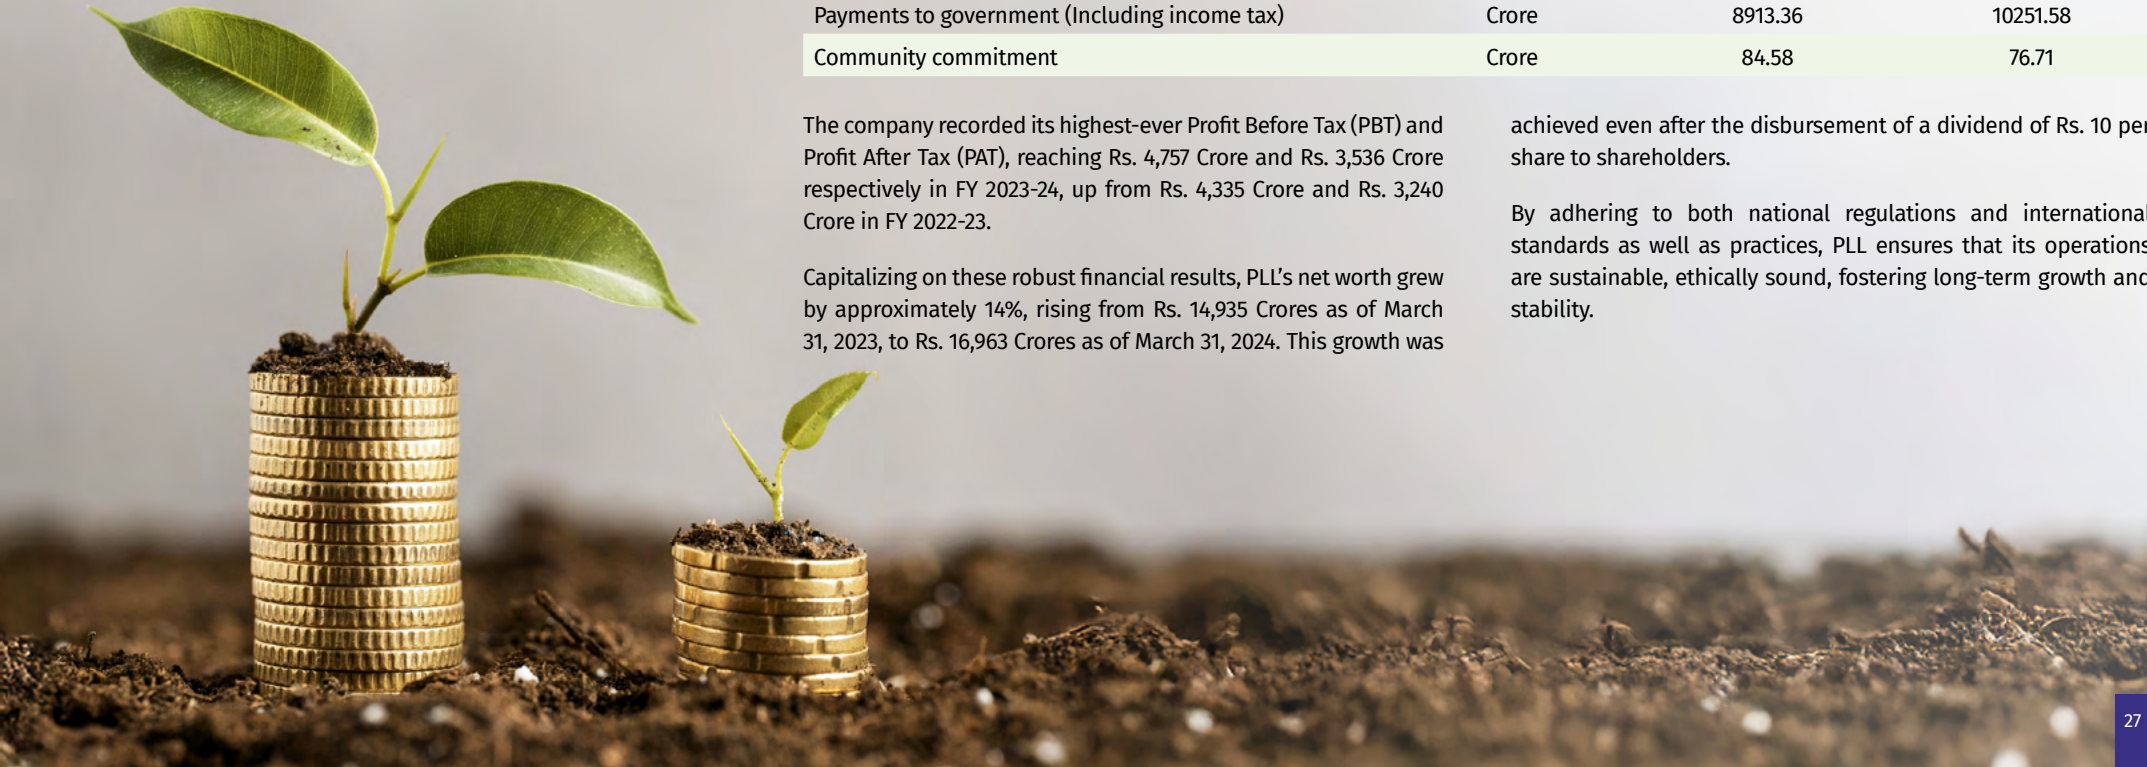 Payments to government (Including income tax) Crore 8913.36 10251.58
Community commitment Crore 84.58 76.71
The company recorded its highest-ever Profit Before Tax (PBT) and
Profit After Tax (PAT), reaching Rs. 4,757 Crore and Rs. 3,536 Crore
respectively in FY 2023-24, up from Rs. 4,335 Crore and Rs. 3,240
Crore in FY 2022-23.
Capitalizing on these robust financial results, PLL’s net worth grew
by approximately 14%, rising from Rs. 14,935 Crores as of March
31, 2023, to Rs. 16,963 Crores as of March 31, 2024. This growth was
achieved even after the disbursement of a dividend of Rs. 10 per
share to shareholders.
By adhering to both national regulations and international
standards as well as practices, PLL ensures that its operations
are sustainable, ethically sound, fostering long-term growth and
stability.
27